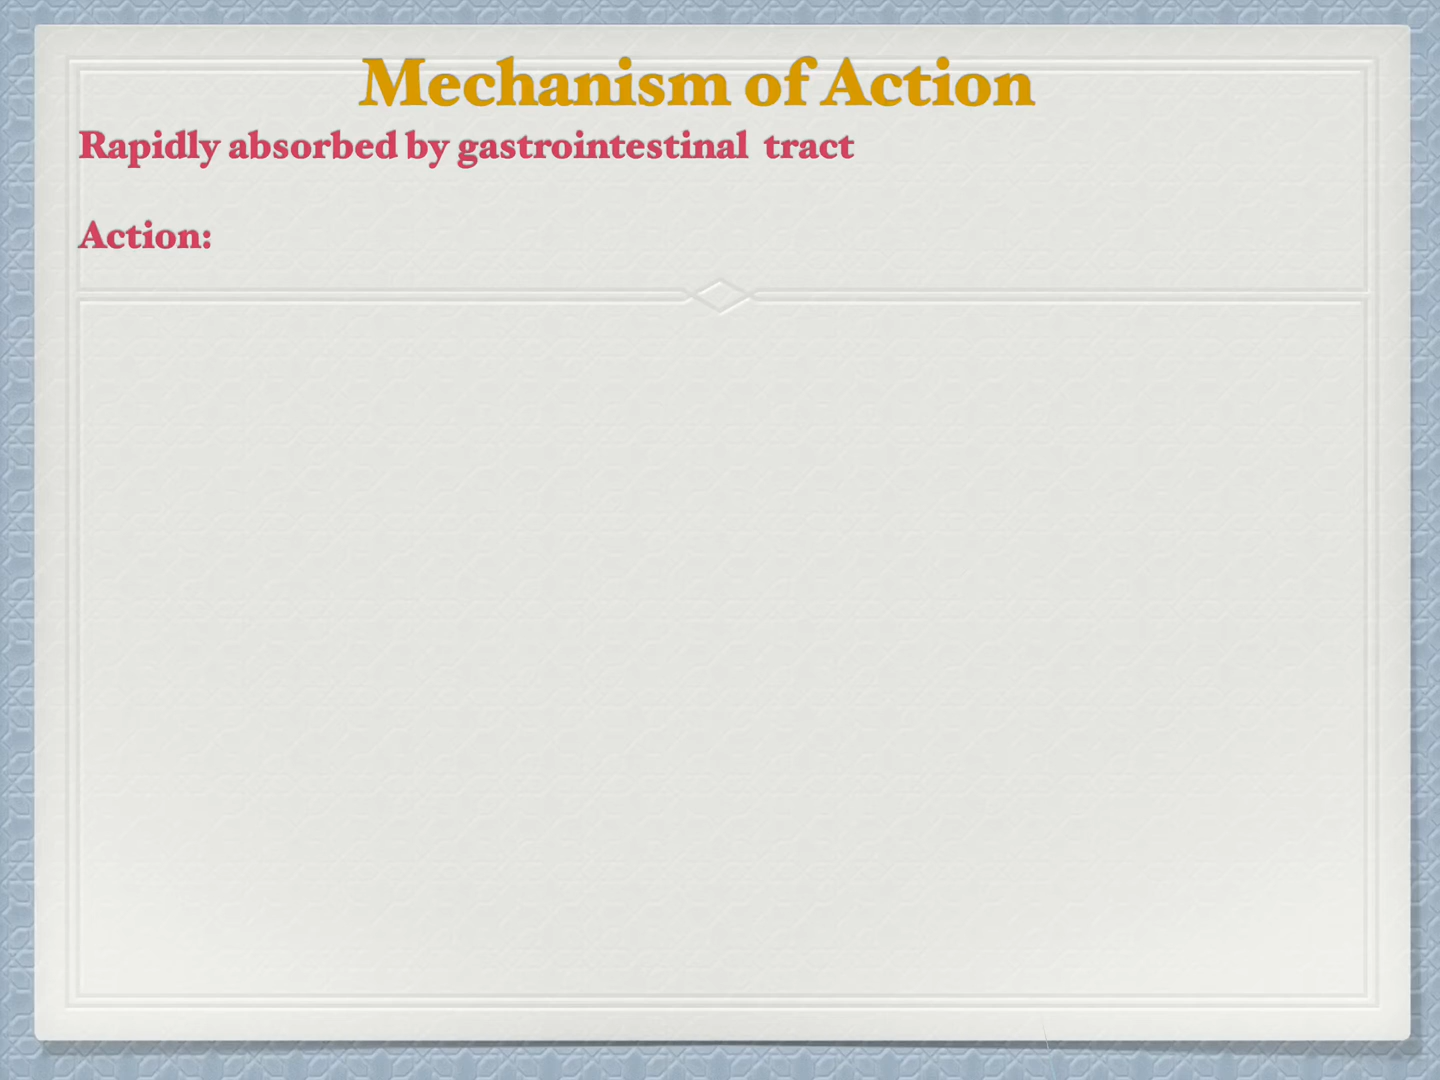 Mechanism of Action
Rapidly absorbed by gastrointestinal tract
Action: